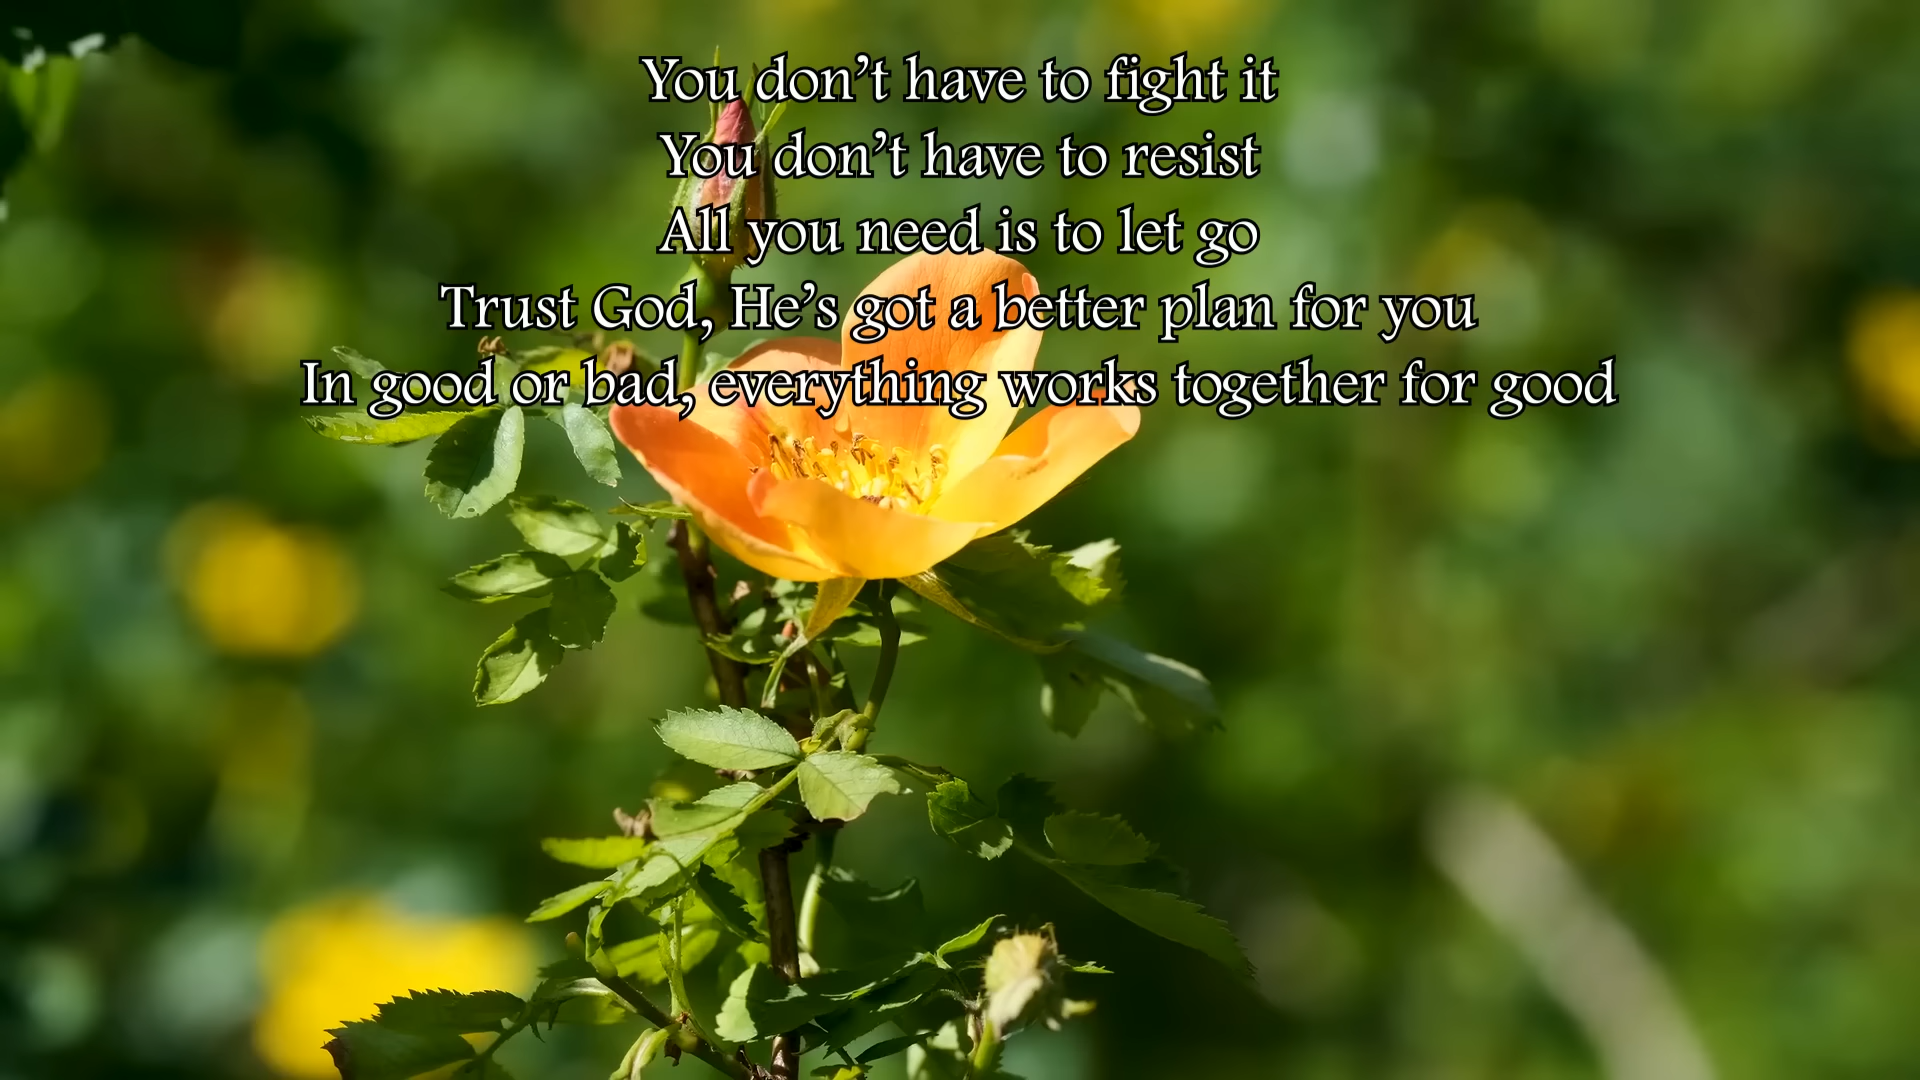 You don’t have to fight it
You don’t have to resist
All you need is to let go
Trust God, He’s got a better plan for you
In good or bad, everything works together for good